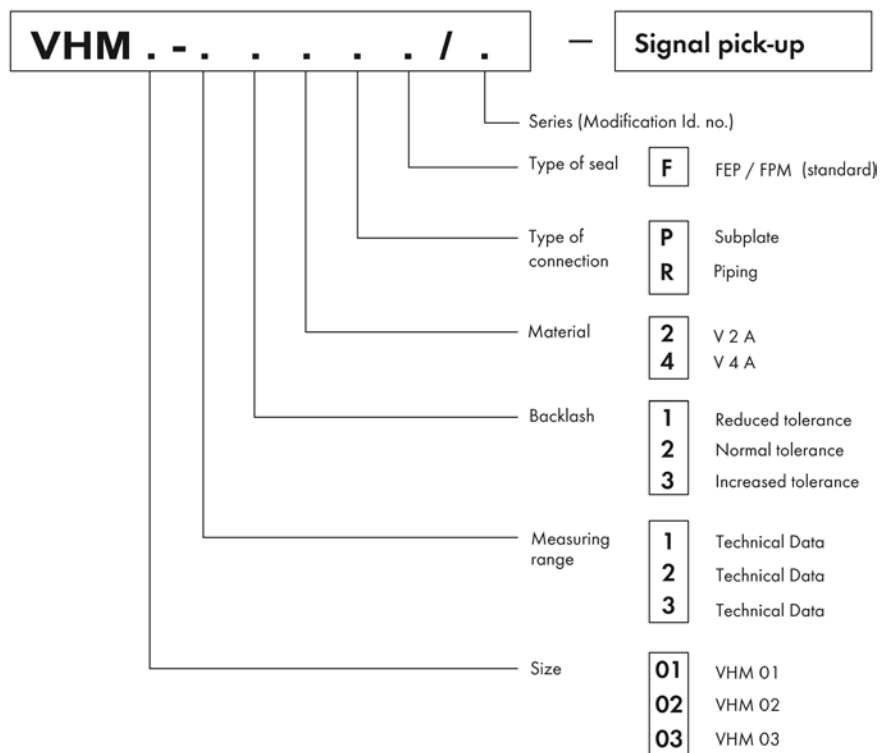 VHM . - . . . . . / . — Signal pick-up
Series (Modification Id. no.)
Type of seal F FEP / FPM (standard)
Type of P Subplate
connection
R Piping
Material 2 V 2 A
4 V 4 A
Backlash 1 Reduced tolerance
2 Normal tolerance
3 Increased tolerance
Measuring 1 Technical Data
range
2 Technical Data
3 Technical Data
Size 01 VHM 01
02 VHM 02
03 VHM 03